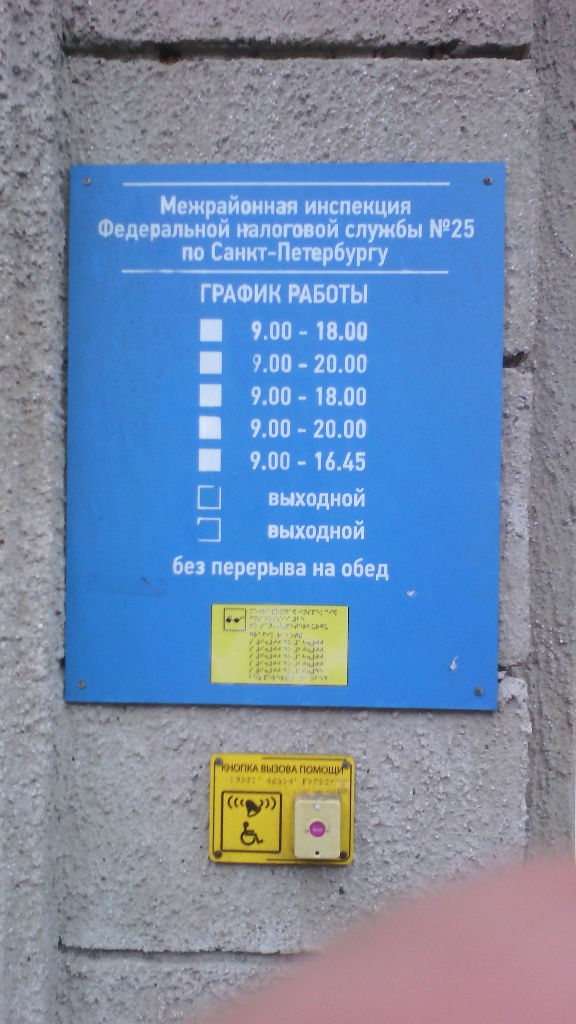 Межрайонная инспекция
Федеральной налоговой службы №25
по Санкт-Петербургу
ГРАФИК РАБОТЫ
9.00 - 18.00
9.00 - 20.00
9.00 - 18.00
9.00 - 20.00
9.00 - 16.45
выходной
выходной
без перерыва на обед
КНОПКА ВЫЗОВА ПОМОЩИ